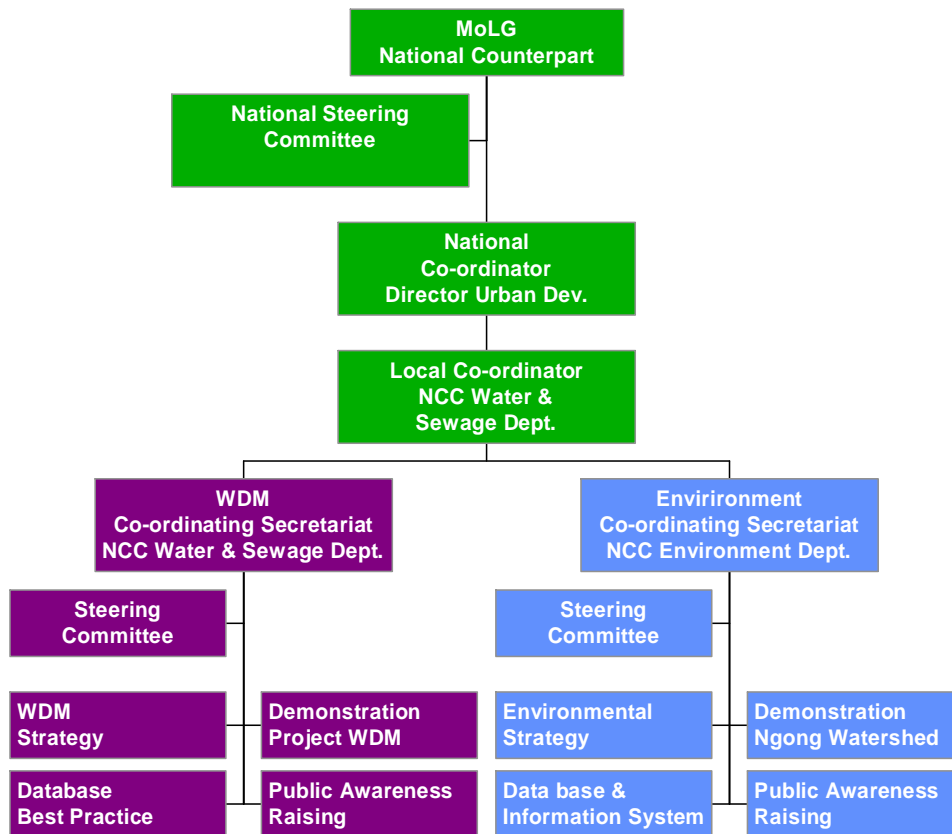 MoLG
National Counterpart
National Steering
Committee
National
Co-ordinator
Director Urban Dev.
Local Co-ordinator
NCC Water &
Sewage Dept.
WDM
Co-ordinating Secretariat
NCC Water & Sewage Dept.
Envirironment
Co-ordinating Secretariat
NCC Environment Dept.
Steering
Committee
Steering
Committee
WDM
Strategy
Demonstration
Project WDM
Environmental
Strategy
Demonstration
Ngong Watershed
Database
Best Practice
Public Awareness
Raising
Data base &
Information System
Public Awareness
Raising